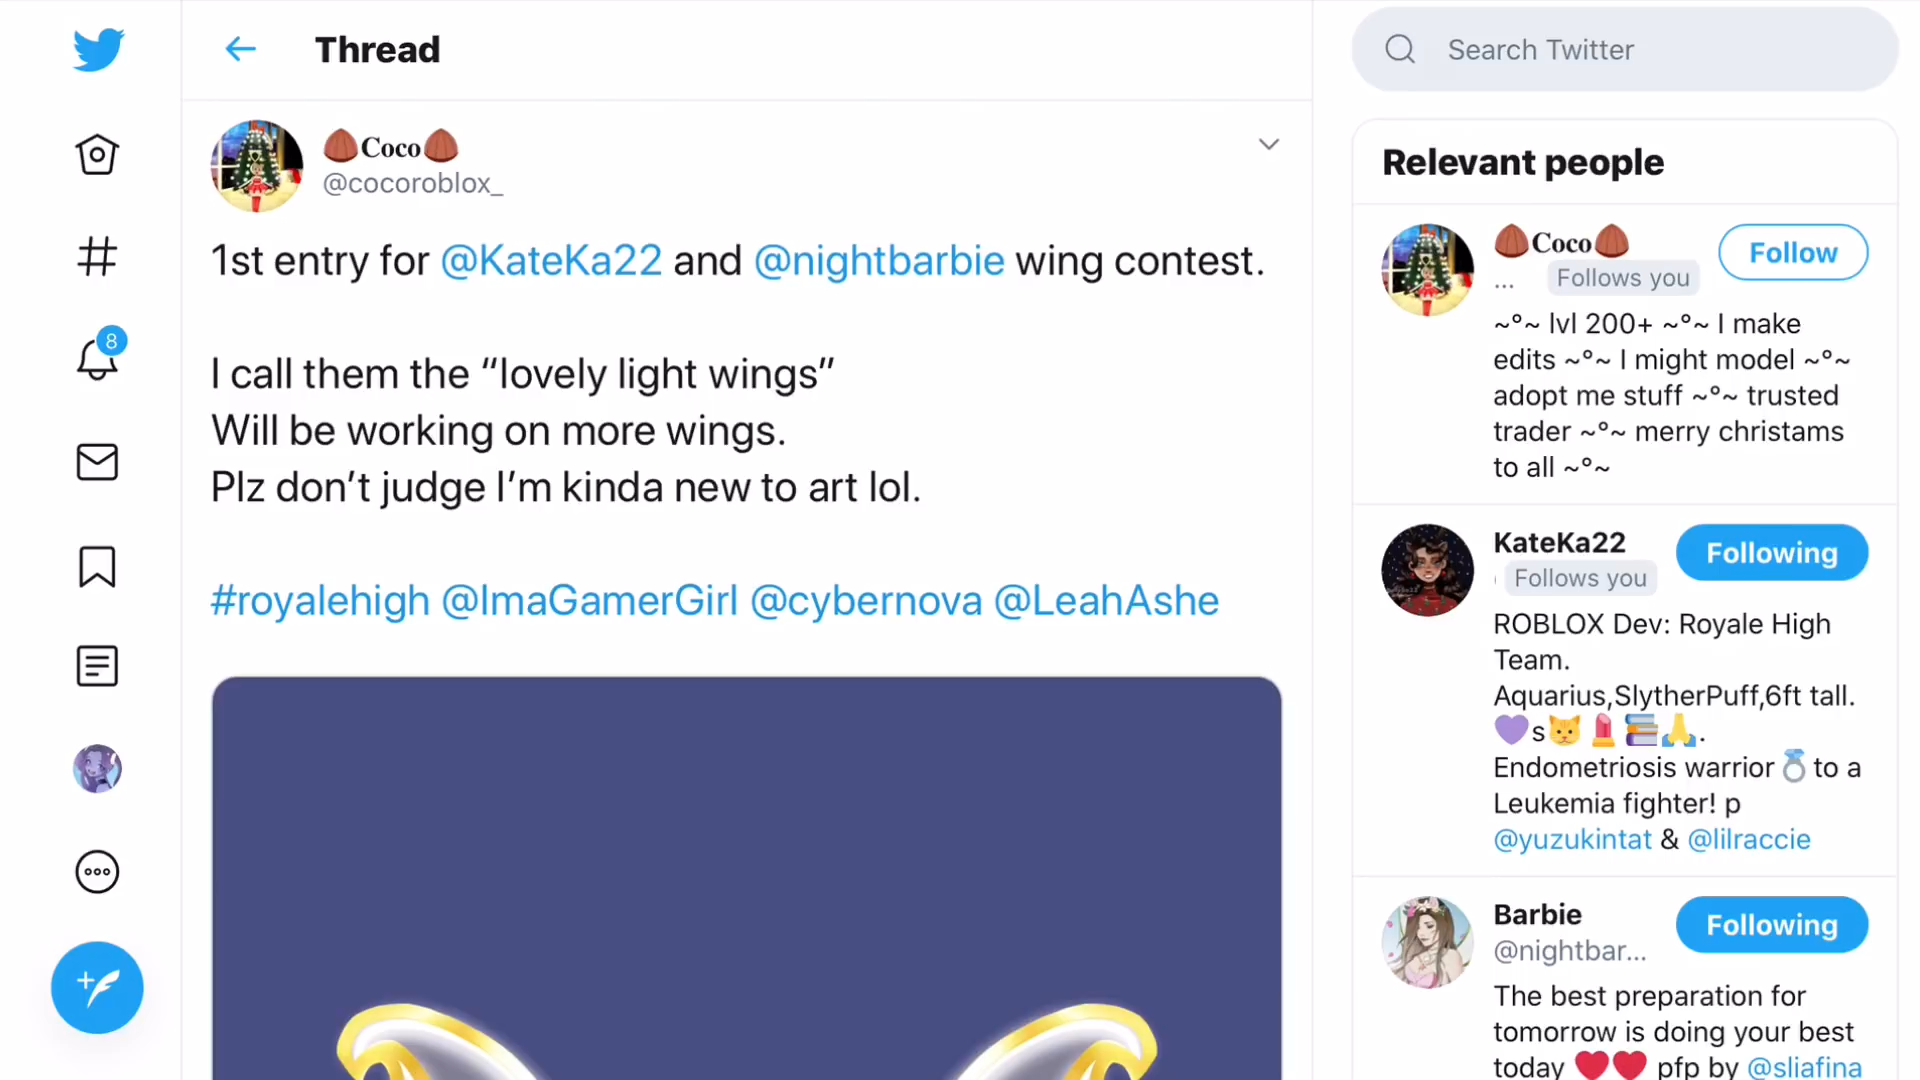 Thread
Search Twitter
🌰Coco🌰
@cocoroblox_
1st entry for @KateKa22 and @nightbarbie wing contest.
I call them the “lovely light wings”
Will be working on more wings.
Plz don’t judge I’m kinda new to art lol.
#royalehigh @ImaGamerGirl @cybernova @LeahAshe
8
Relevant people
🌰Coco🌰
Follow
... Follows you
~°~ lvl 200+ ~°~ I make
edits ~°~ I might model ~°~
adopt me stuff ~°~ trusted
trader ~°~ merry christams
to all ~°~
KateKa22
Following
Follows you
ROBLOX Dev: Royale High
Team.
Aquarius,SlytherPuff,6ft tall.
💜s🐱💄📚🙏.
Endometriosis warrior💍to a
Leukemia fighter! p
@yuzukintat & @lilraccie
Barbie
Following
@nightbar...
The best preparation for
tomorrow is doing your best
today ❤️❤️ pfp by @sliafina